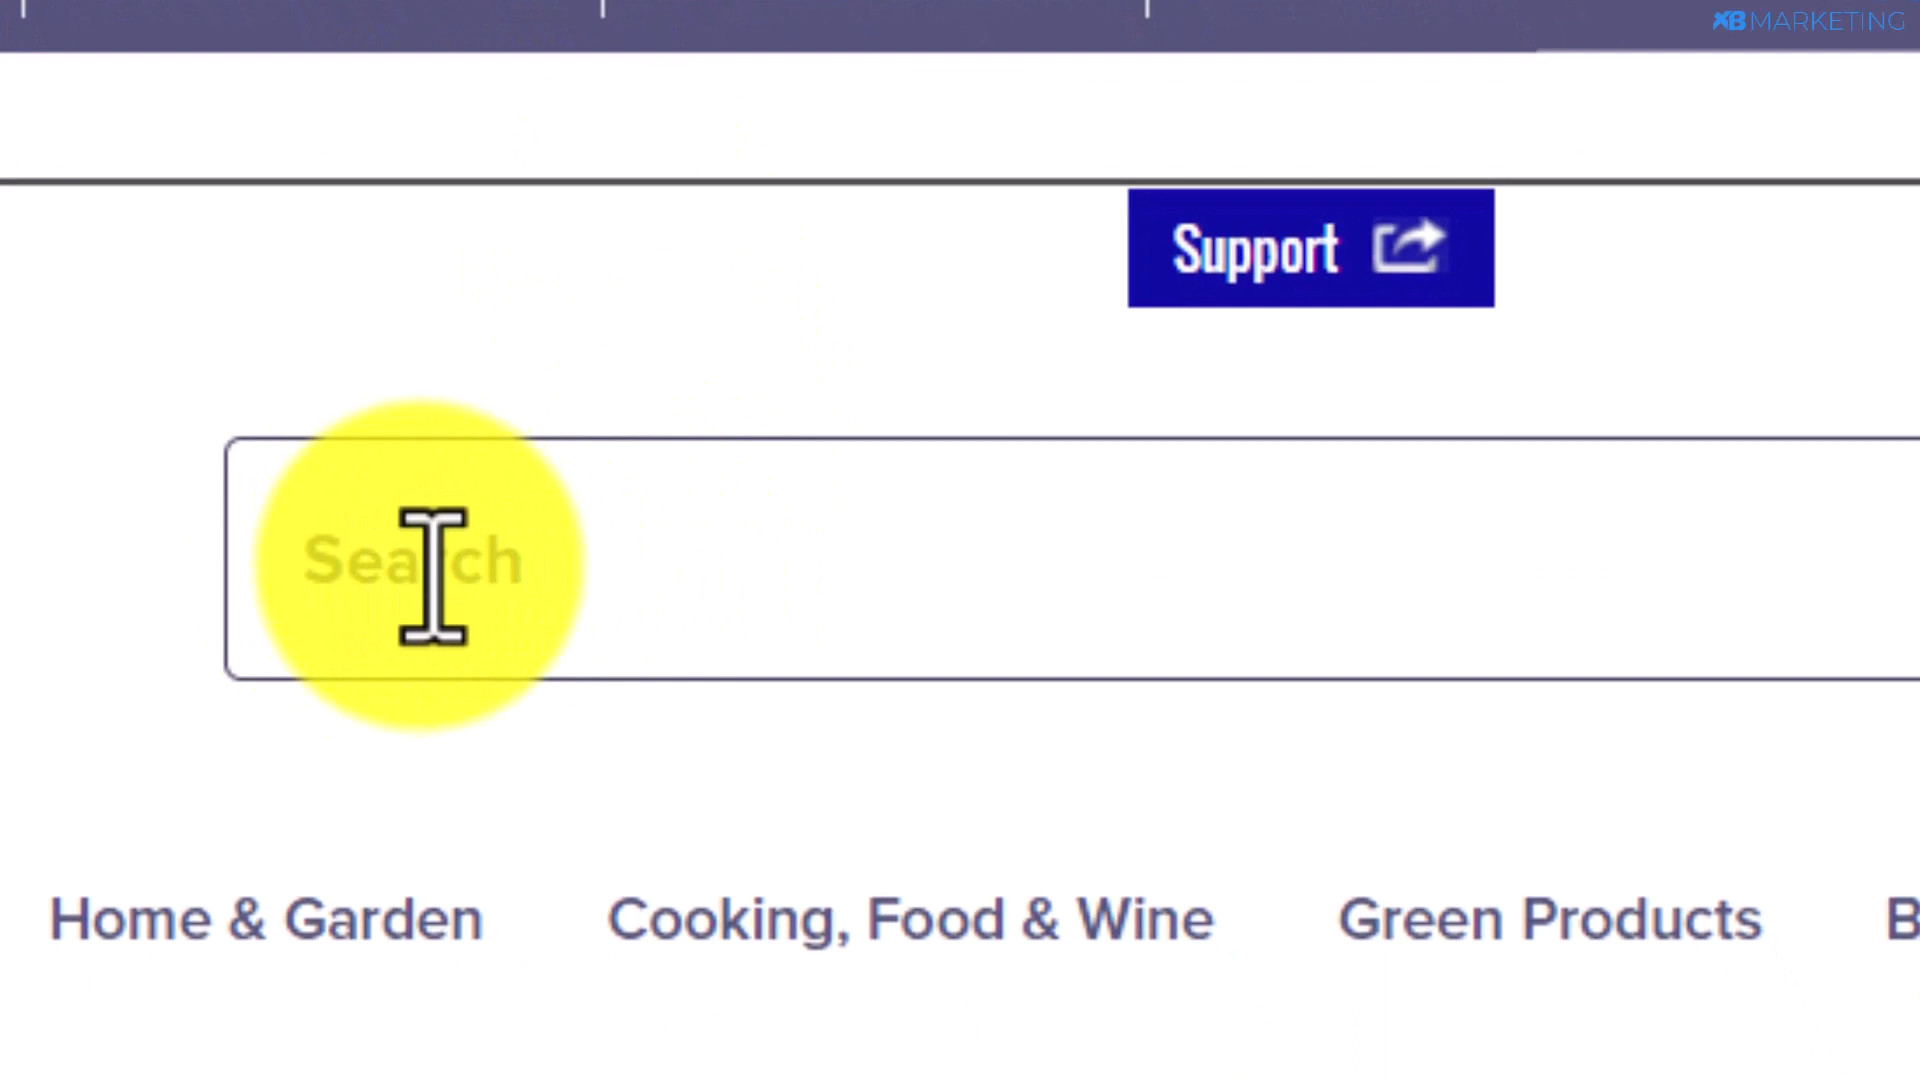 XB MARKETING
Support
Search
Home & Garden
Cooking, Food & Wine
Green Products
B